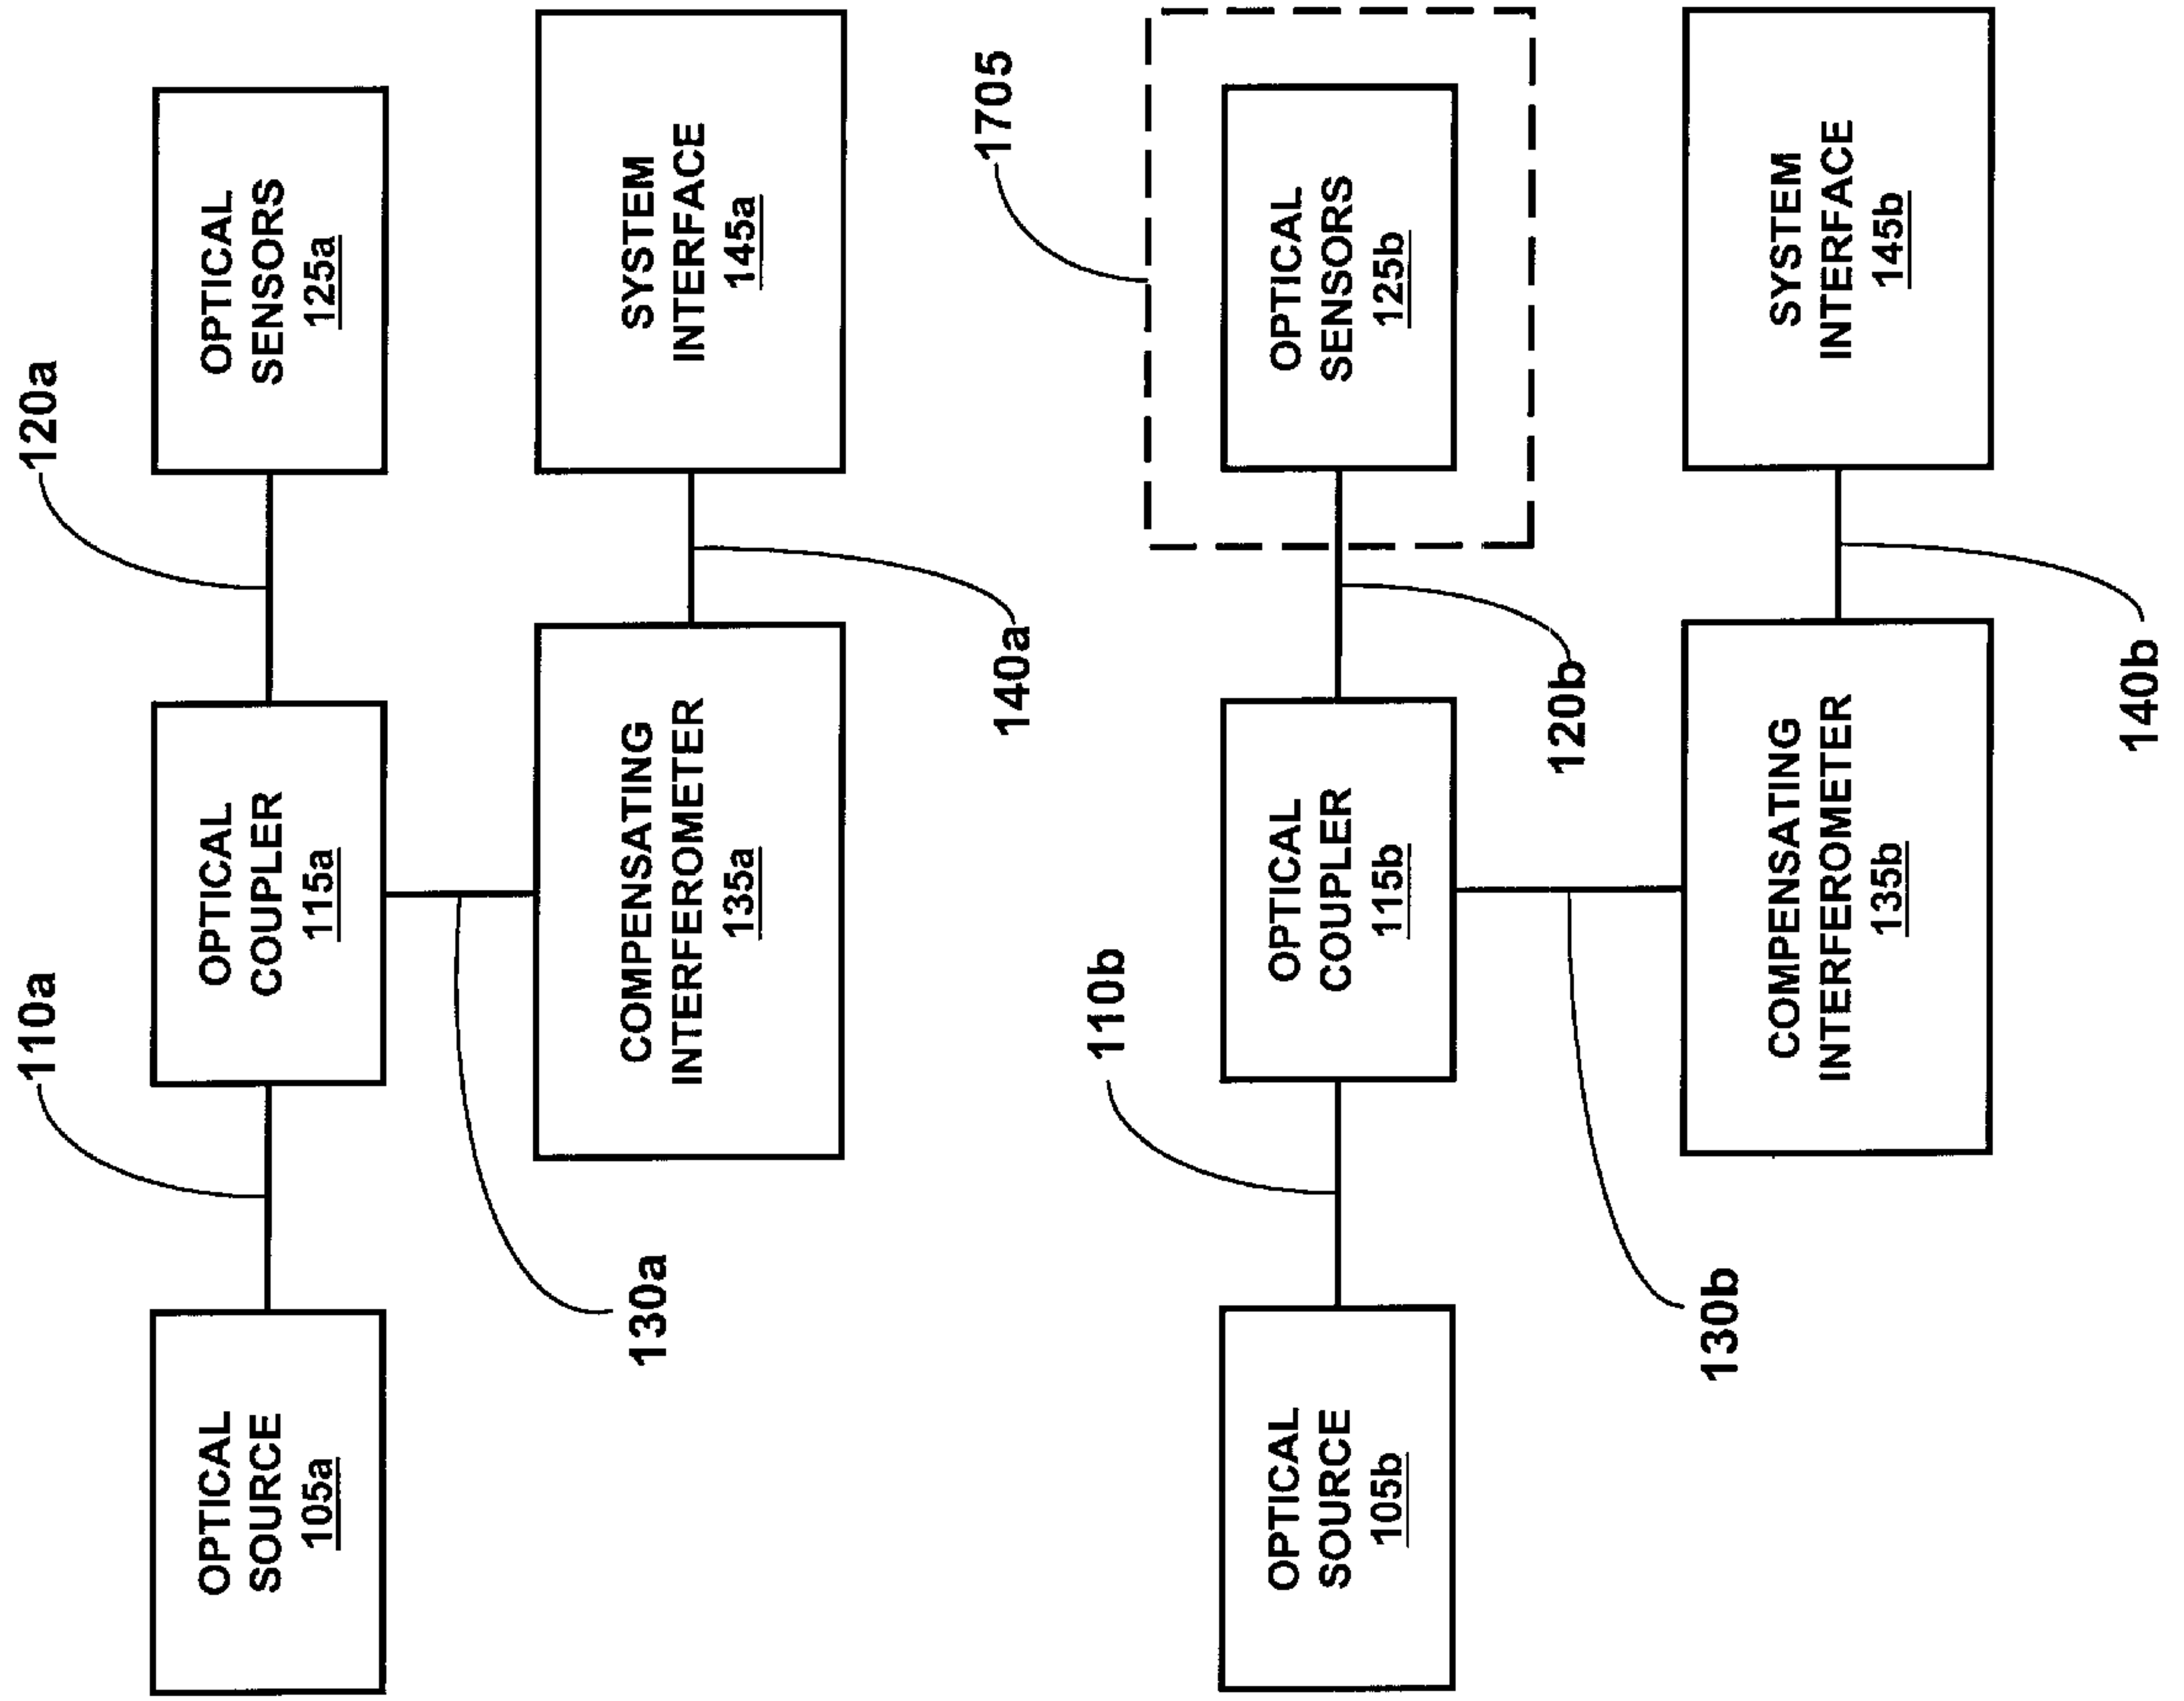 110a
120a
OPTICAL
SOURCE
105a
OPTICAL
COUPLER
115a
OPTICAL
SENSORS
125a
130a
COMPENSATING
INTERFEROMETER
135a
SYSTEM
INTERFACE
145a
140a
1705
110b
OPTICAL
SOURCE
105b
OPTICAL
COUPLER
115b
OPTICAL
SENSORS
125b
120b
130b
COMPENSATING
INTERFEROMETER
135b
SYSTEM
INTERFACE
145b
140b